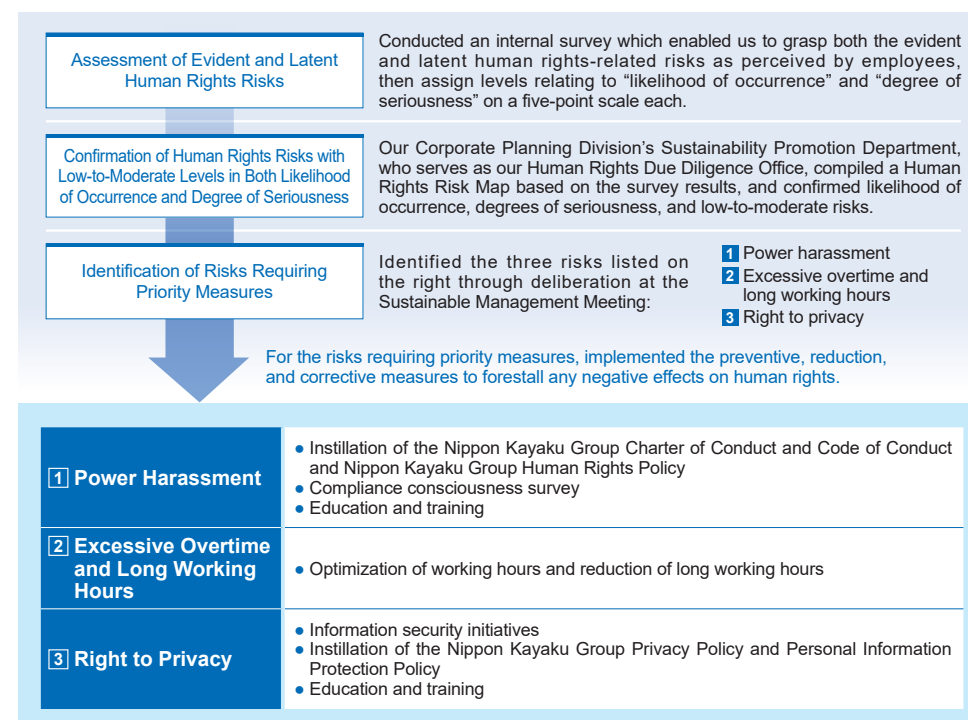 Assessment of Evident and Latent
Human Rights Risks
Conducted an internal survey which enabled us to grasp both the evident
and latent human rights-related risks as perceived by employees,
then assign levels relating to “likelihood of occurrence” and “degree of
seriousness” on a five-point scale each.
Confirmation of Human Rights Risks with
Low-to-Moderate Levels in Both Likelihood
of Occurrence and Degree of Seriousness
Our Corporate Planning Division’s Sustainability Promotion Department,
who serves as our Human Rights Due Diligence Office, compiled a Human
Rights Risk Map based on the survey results, and confirmed likelihood of
occurrence, degrees of seriousness, and low-to-moderate risks.
Identification of Risks Requiring
Priority Measures
Identified the three risks listed on
the right through deliberation at the
Sustainable Management Meeting:
1 Power harassment
2 Excessive overtime and
long working hours
3 Right to privacy
For the risks requiring priority measures, implemented the preventive, reduction,
and corrective measures to forestall any negative effects on human rights.
1 Power Harassment
● Instillation of the Nippon Kayaku Group Charter of Conduct and Code of Conduct
and Nippon Kayaku Group Human Rights Policy
● Compliance consciousness survey
● Education and training
2 Excessive Overtime
and Long Working
Hours
● Optimization of working hours and reduction of long working hours
3 Right to Privacy
● Information security initiatives
● Instillation of the Nippon Kayaku Group Privacy Policy and Personal Information
Protection Policy
● Education and training